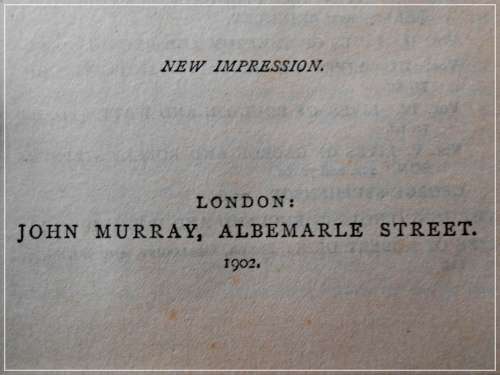 NEW IMPRESSION.
LONDON:
JOHN MURRAY, ALBEMARLE STREET.
1902.